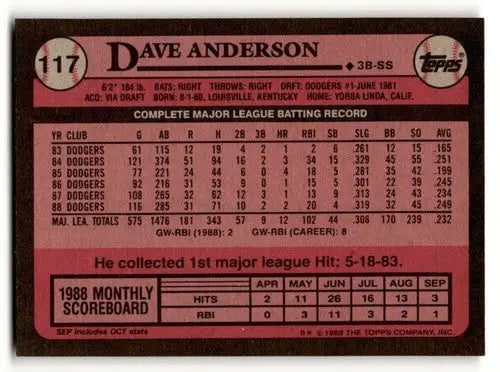 117
DAVE ANDERSON
3B-SS
Topps
6'2" 184 lb. BATS: RIGHT THROWS: RIGHT DRFT: DODGERS #1-JUNE 1981
ACQ: VIA DRAFT BORN: 8-1-60, LOUISVILLE, KENTUCKY HOME: YORBA LINDA, CALIF.
COMPLETE MAJOR LEAGUE BATTING RECORD
YR CLUB G AB R H 2B 3B HR RBI SB SLG BB SO AVG
83 DODGERS 61 115 12 19 4 2 1 2 6 .261 12 15 .165
84 DODGERS 121 374 51 94 16 2 3 34 15 .329 45 55 .251
85 DODGERS 77 221 24 44 6 0 4 18 5 .281 35 42 .199
86 DODGERS 92 216 31 53 9 0 1 15 5 .301 22 39 .245
87 DODGERS 108 265 32 62 12 3 1 13 9 .313 24 43 .234
88 DODGERS 116 285 31 71 10 2 2 20 4 .319 32 45 .249
MAJ. LEA. TOTALS 575 1476 181 343 57 9 12 102 44 .308 170 239 .232
GW-RBI (1988): 2 GW-RBI (CAREER): 8
He collected 1st major league Hit: 5-18-83.
1988 MONTHLY SCOREBOARD
APR MAY JUN JUL AUG SEP
HITS 2 11 26 16 13 3
RBI 0 3 11 3 2 1
SEP includes OCT stats
B* © 1989 THE TOPPS COMPANY, INC.